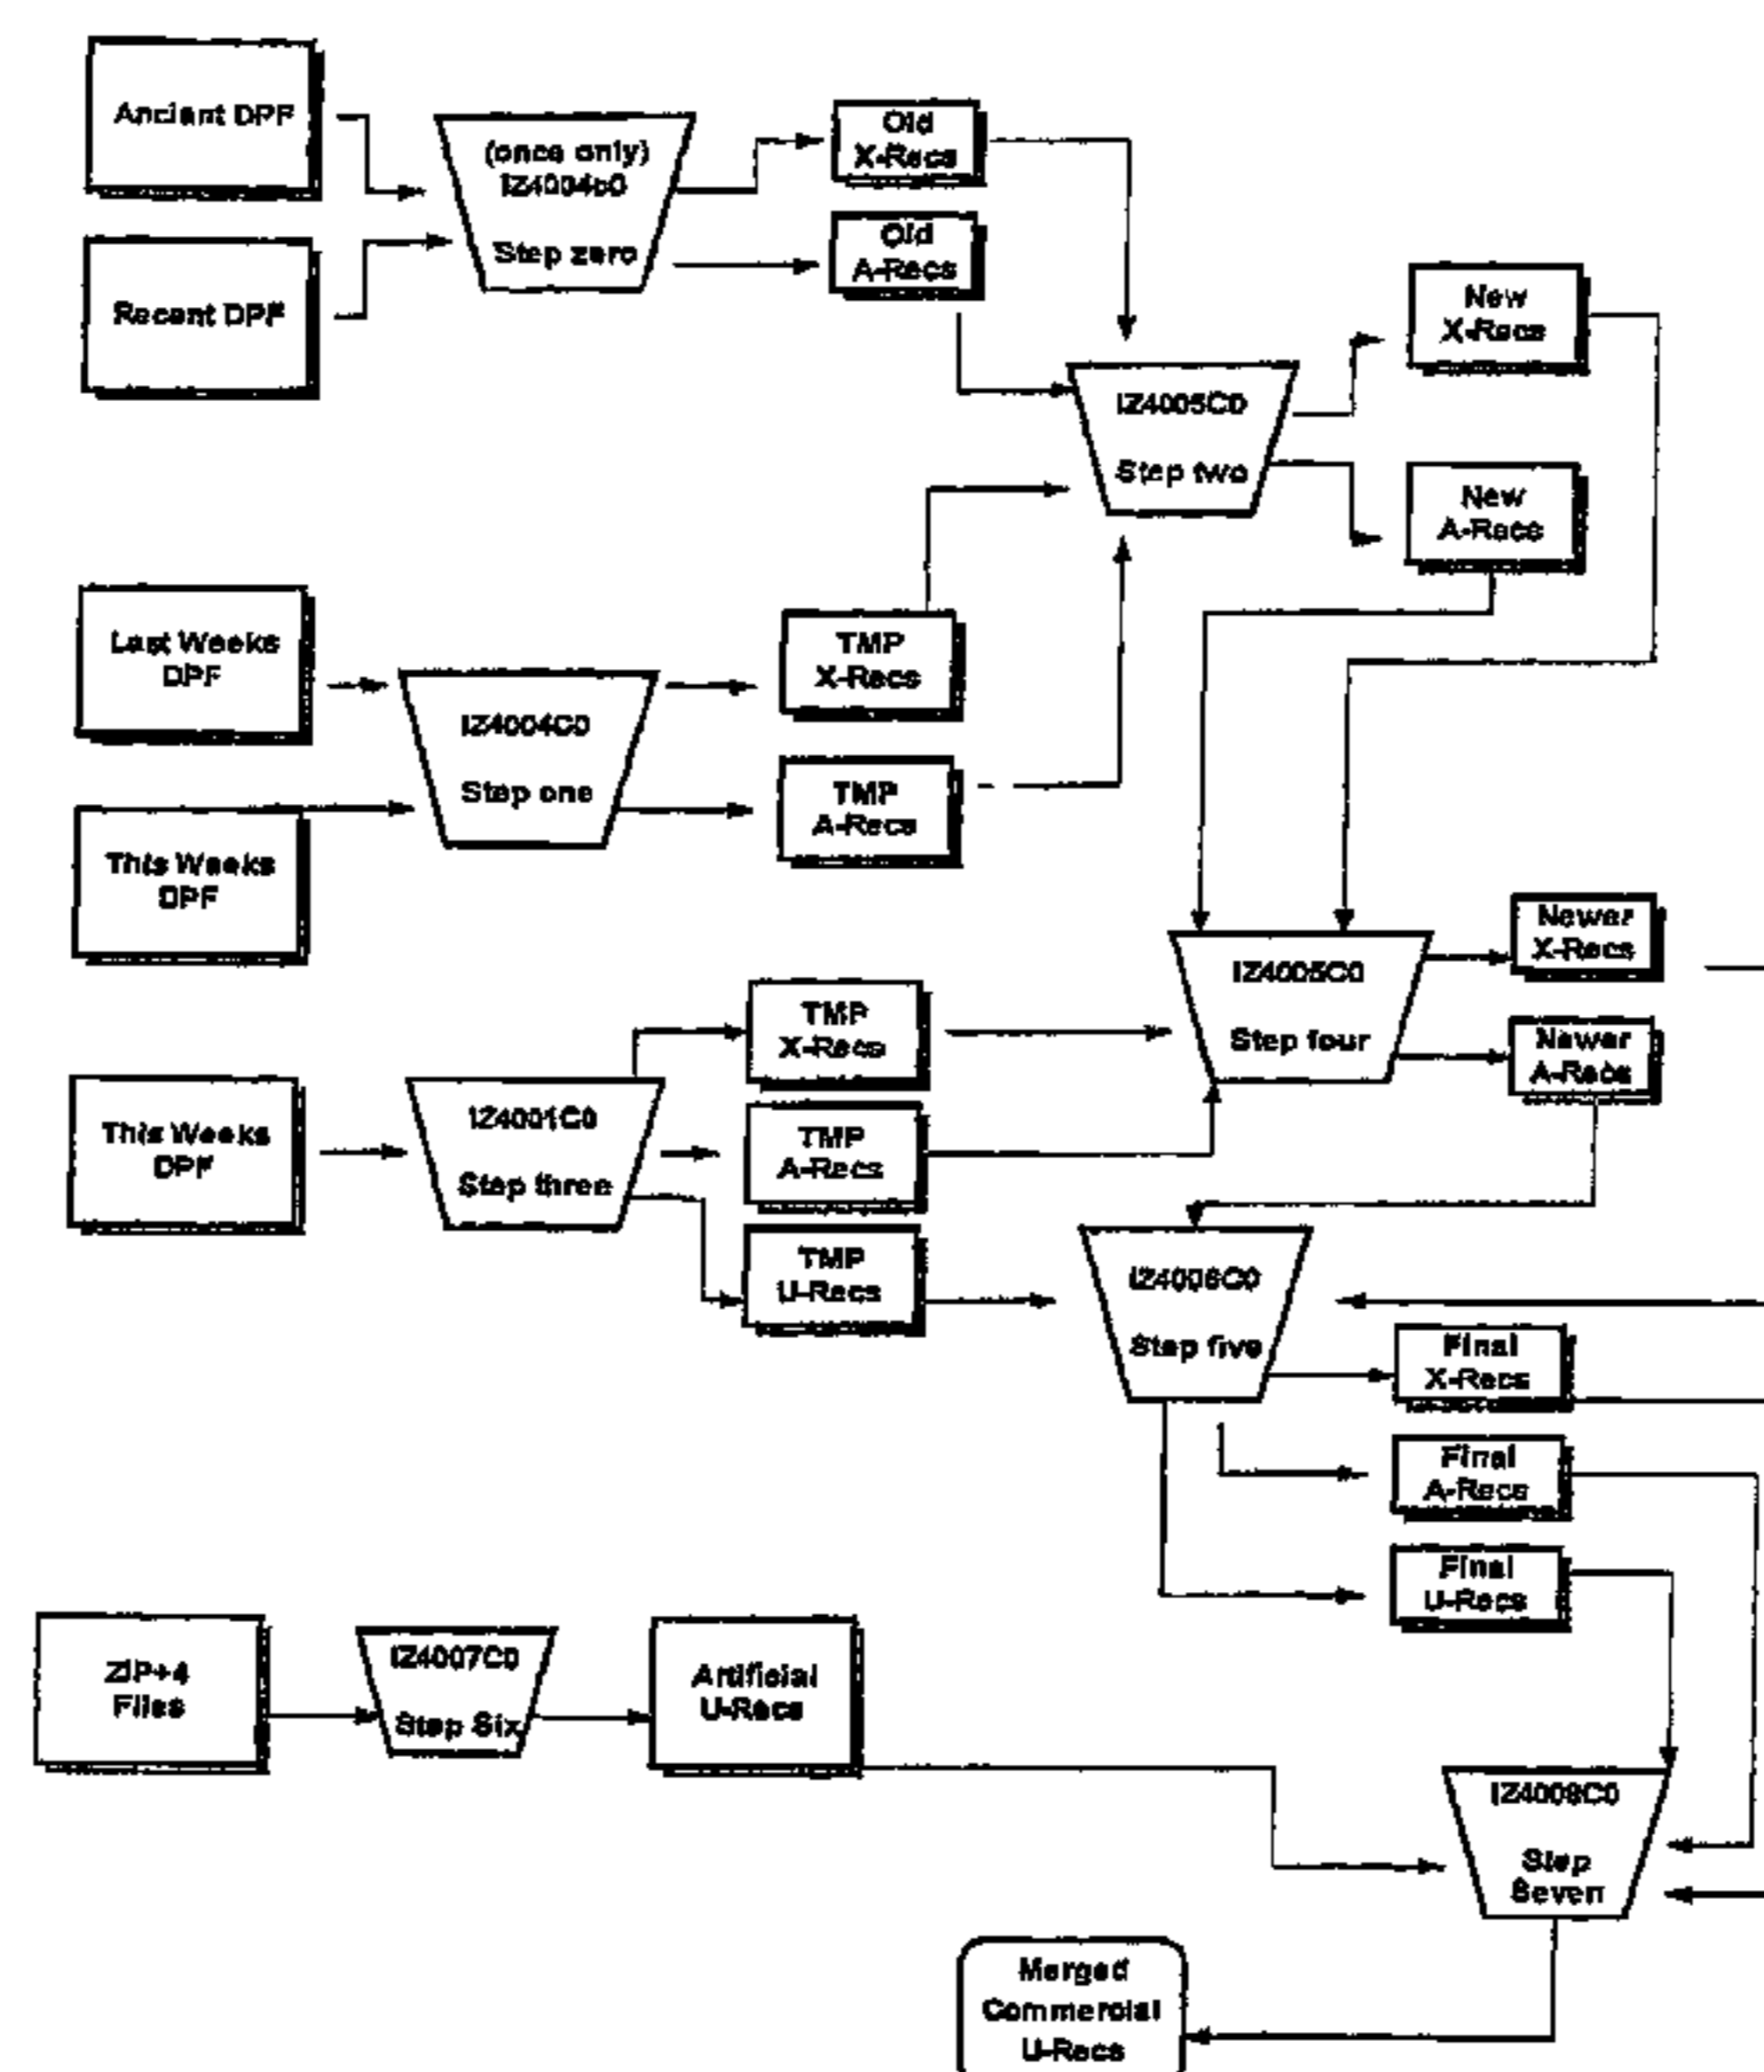 Ancient DPF
(once only)
IZ4004c0
Step zero
Old
X-Recs
Old
A-Recs
Recent DPF
New
X-Recs
IZ4005C0
Step two
New
A-Recs
Last Weeks
DPF
TMP
X-Recs
IZ4004C0
Step one
TMP
A-Recs
This Weeks
DPF
Newer
X-Recs
IZ4005C0
Step four
TMP
X-Recs
Newer
A-Recs
This Weeks
DPF
IZ4001C0
Step three
TMP
A-Recs
TMP
U-Recs
IZ4006C0
Step five
Final
X-Recs
Final
A-Recs
Final
U-Recs
ZIP+4
Files
IZ4007C0
Step Six
Artificial
U-Recs
Step
Seven
Merged
Commercial
U-Recs